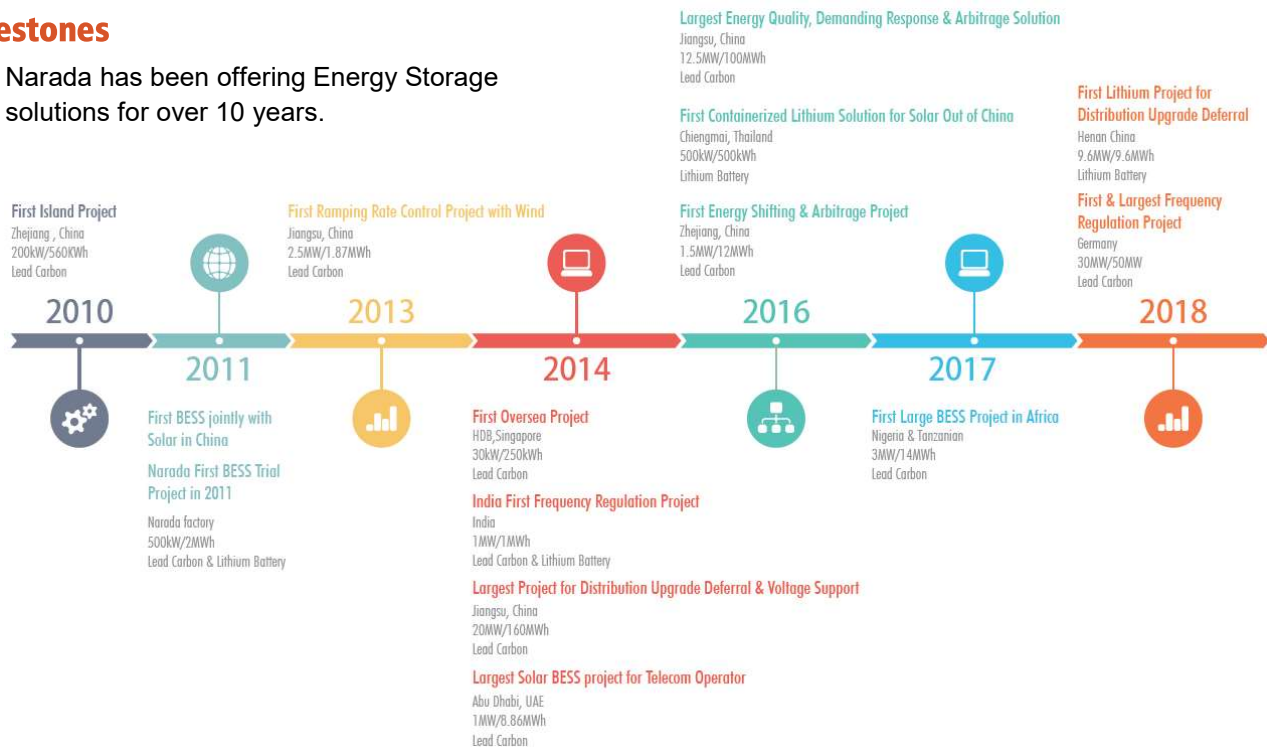 estones
Narada has been offering Energy Storage
solutions for over 10 years.
First Island Project
Zhejiang , China
200kW/560KWh
Lead Carbon
2010
2011
First BESS jointly with
Solar in China
Narada First BESS Trial
Project in 2011
Narada factory
500kW/2MWh
Lead Carbon & Lithium Battery
First Ramping Rate Control Project with Wind
Jiangsu, China
2.5MW/1.87MWh
Lead Carbon
2013
2014
First Oversea Project
HDB,Singapore
30kW/250kWh
Lead Carbon
India First Frequency Regulation Project
India
1MW/1MWh
Lead Carbon & Lithium Battery
Largest Project for Distribution Upgrade Deferral & Voltage Support
Jiangsu, China
20MW/160MWh
Lead Carbon
Largest Solar BESS project for Telecom Operator
Abu Dhabi, UAE
1MW/8.86MWh
Lead Carbon
Largest Energy Quality, Demanding Response & Arbitrage Solution
Jiangsu, China
12.5MW/100MWh
Lead Carbon
First Containerized Lithium Solution for Solar Out of China
Chiengmai, Thailand
500kW/500kWh
Lithium Battery
First Energy Shifting & Arbitrage Project
Zhejiang, China
1.5MW/12MWh
Lead Carbon
2016
2017
First Large BESS Project in Africa
Nigeria & Tanzanian
3MW/14MWh
Lead Carbon
First Lithium Project for
Distribution Upgrade Deferral
Henan China
9.6MW/9.6MWh
Lithium Battery
First & Largest Frequency
Regulation Project
Germany
30MW/50MW
Lead Carbon
2018